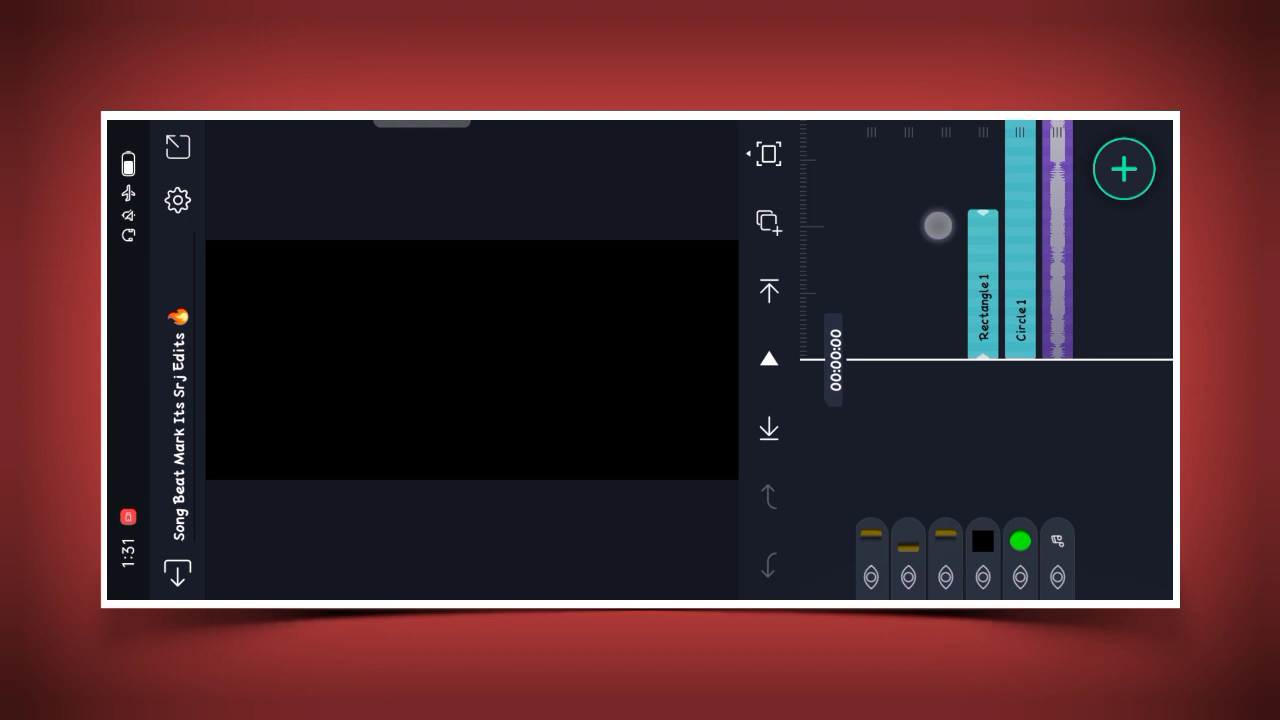 1:31
Song Beat Mark Its Srj Edits 🔥
00:00:00
Rectangle 1
Circle 1